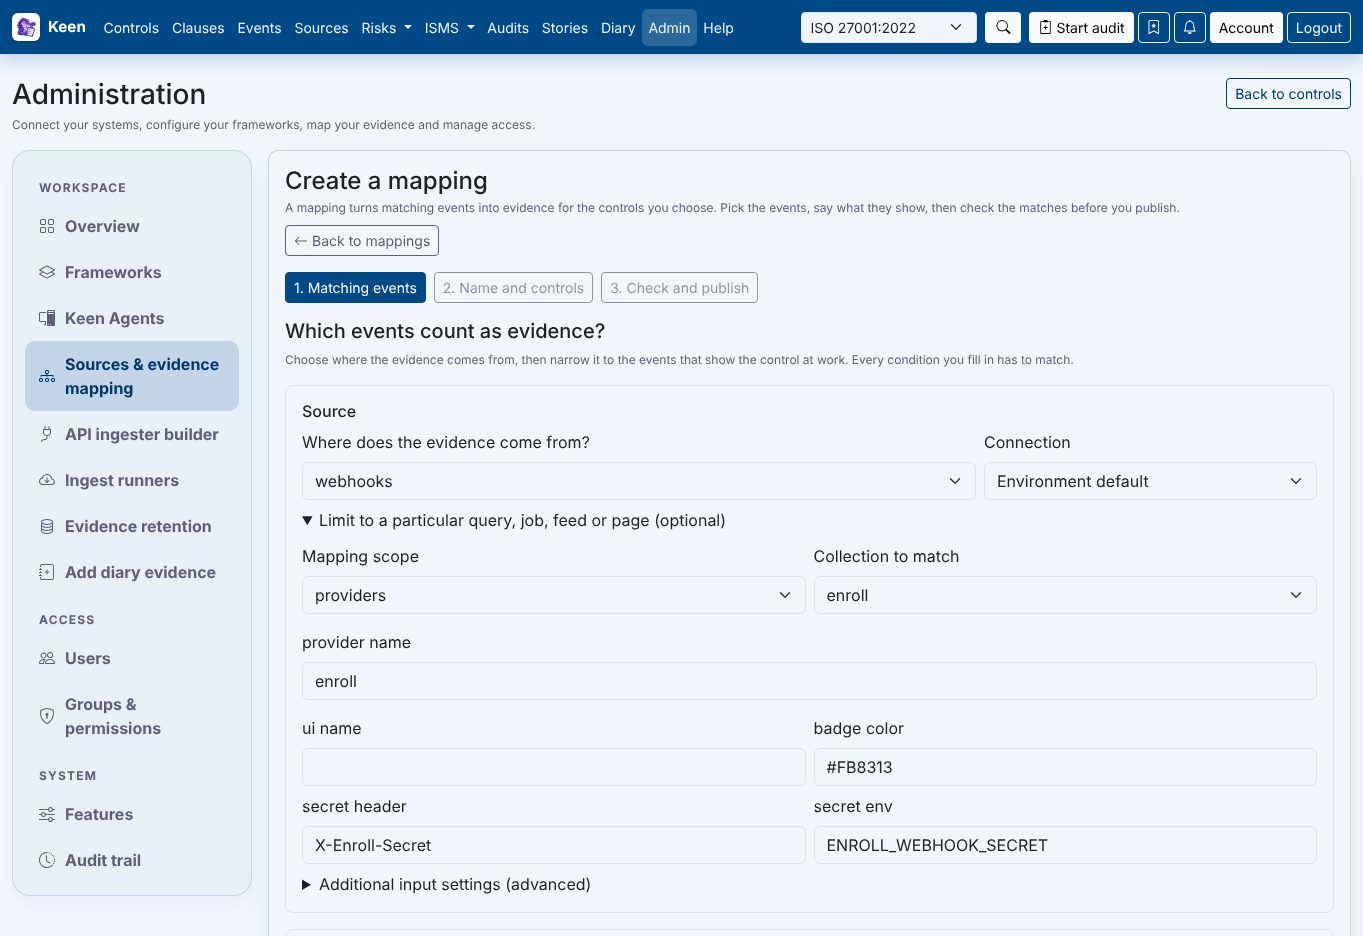 Keen Controls Clauses Events Sources Risks ISMS Audits Stories Diary Admin Help ISO 27001:2022 Start audit Account Logout
Administration
Back to controls
Connect your systems, configure your frameworks, map your evidence and manage access.
WORKSPACE
Overview
Frameworks
Keen Agents
Sources & evidence
mapping
API ingester builder
Ingest runners
Evidence retention
Add diary evidence
ACCESS
Users
Groups &
permissions
SYSTEM
Features
Audit trail
Create a mapping
A mapping turns matching events into evidence for the controls you choose. Pick the events, say what they show, then check the matches before you publish.
← Back to mappings
1. Matching events 2. Name and controls 3. Check and publish
Which events count as evidence?
Choose where the evidence comes from, then narrow it to the events that show the control at work. Every condition you fill in has to match.
Source
Where does the evidence come from? Connection
webhooks Environment default
Limit to a particular query, job, feed or page (optional)
Mapping scope Collection to match
providers enroll
provider name
enroll
ui name badge color
#FB8313
secret header secret env
X-Enroll-Secret ENROLL_WEBHOOK_SECRET
Additional input settings (advanced)